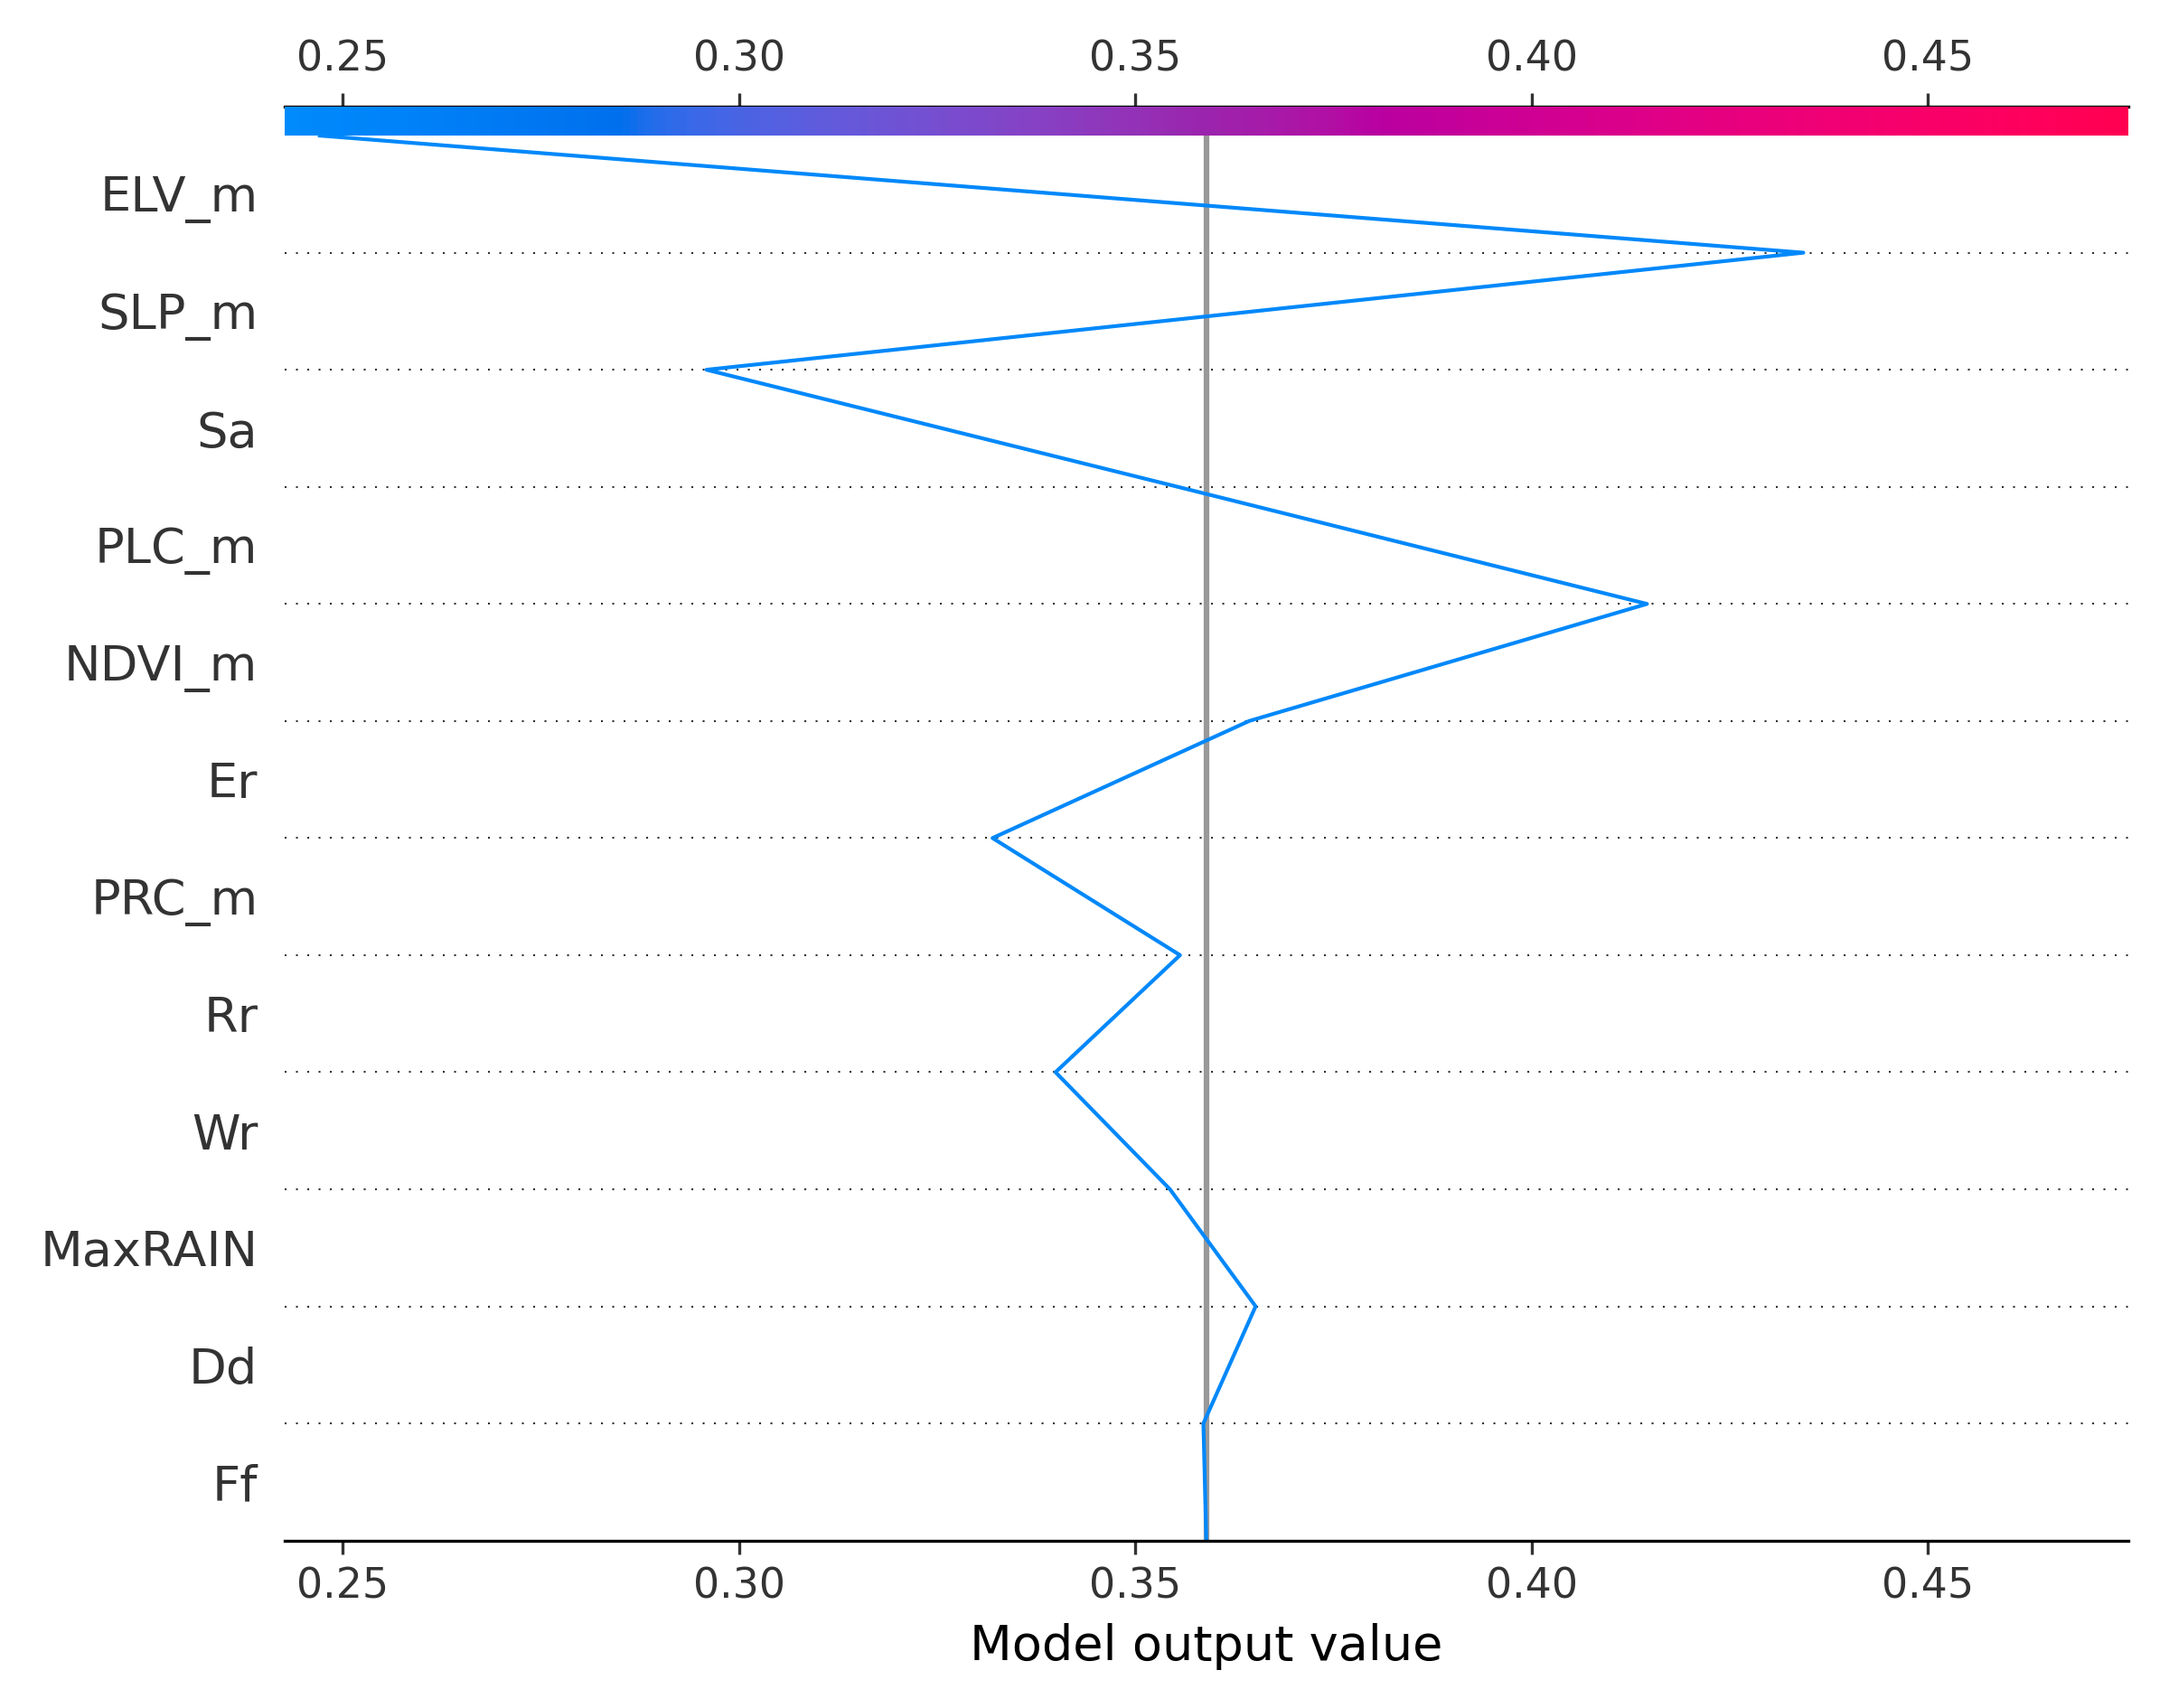 0.25 0.30 0.35 0.40 0.45
ELV_m
SLP_m
Sa
PLC_m
NDVI_m
Er
PRC_m
Rr
Wr
MaxRAIN
Dd
Ff
0.25 0.30 0.35 0.40 0.45
Model output value